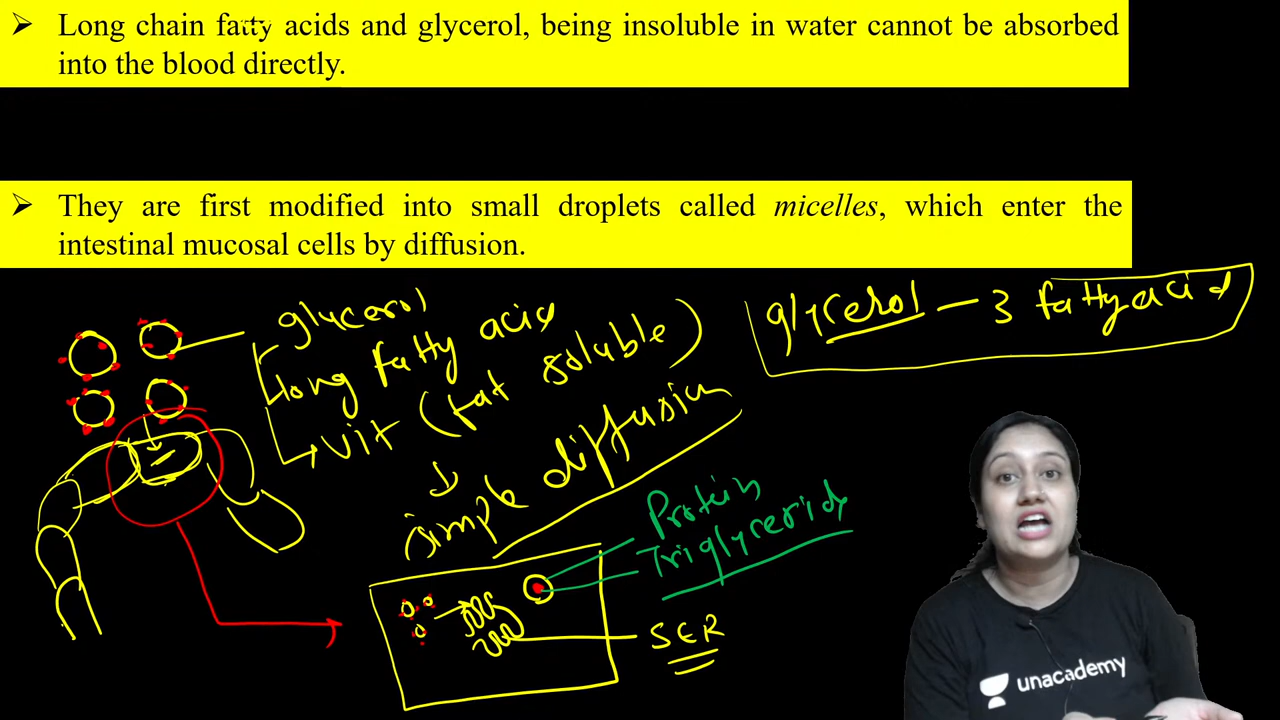 ➢ Long chain fatty acids and glycerol, being insoluble in water cannot be absorbed
into the blood directly.
➢ They are first modified into small droplets called micelles, which enter the
intestinal mucosal cells by diffusion.
glycerol
long fatty acid
vit (fat soluble)
simple diffusion
glycerol — 3 fatty acid
Protein
Triglyceride
SER
unacademy